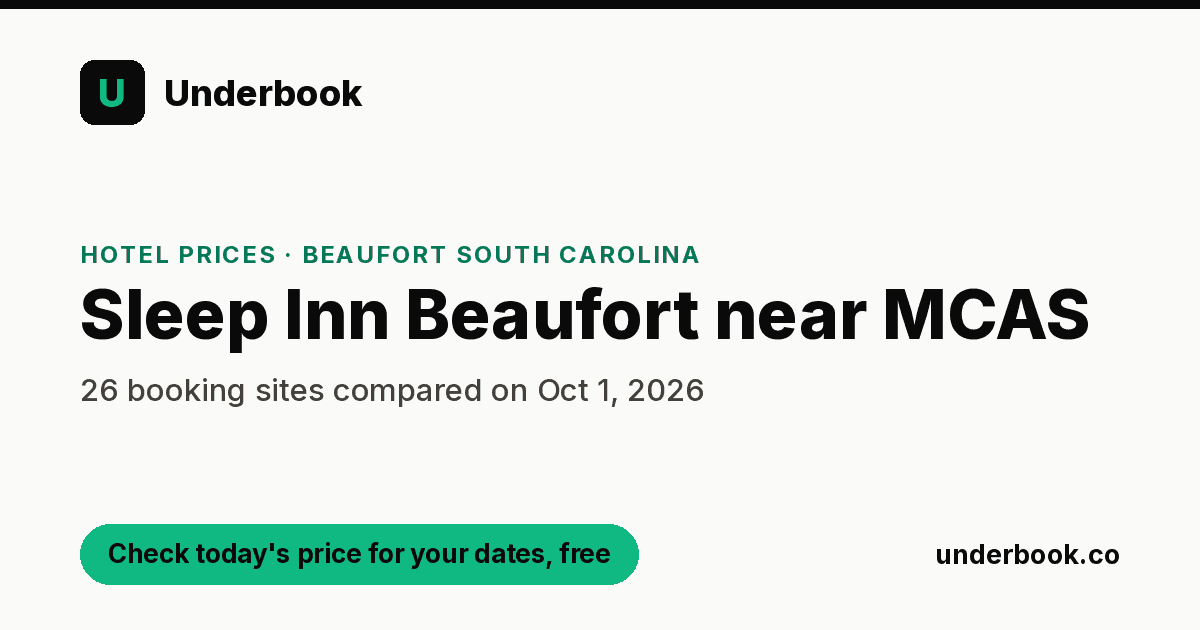 U Underbook
HOTEL PRICES · BEAUFORT SOUTH CAROLINA
Sleep Inn Beaufort near MCAS
26 booking sites compared on Oct 1, 2026
Check today's price for your dates, free
underbook.co